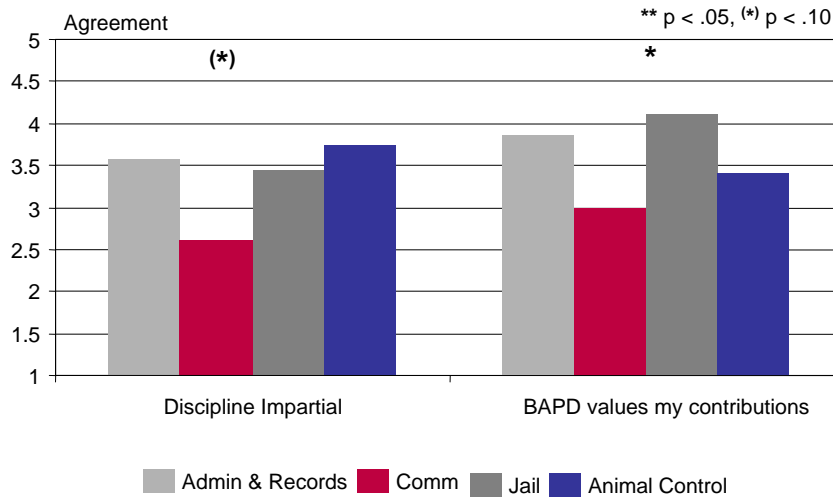 Agreement
** p < .05, (*) p < .10
5
4.5
4
3.5
3
2.5
2
1.5
1
(*)
*
Discipline Impartial
BAPD values my contributions
Admin & Records
Comm
Jail
Animal Control